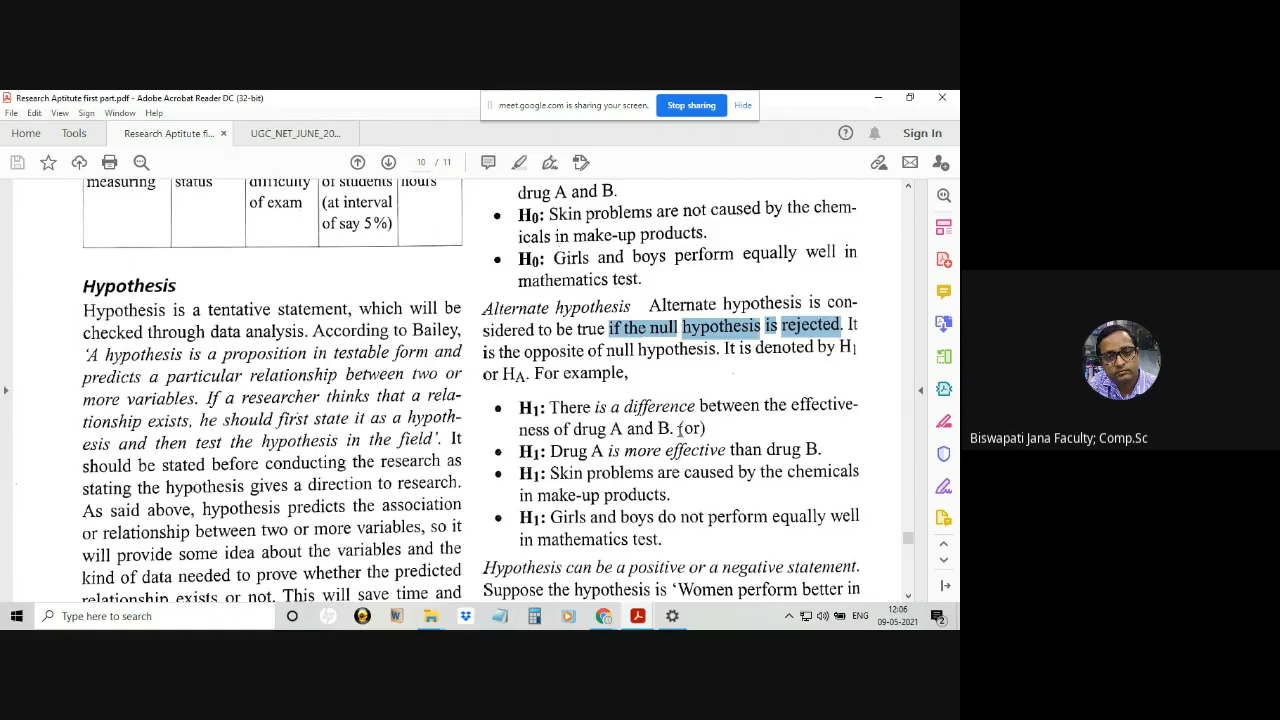 Research Aptitute first part.pdf - Adobe Acrobat Reader DC (32-bit)
meet.google.com is sharing your screen.
Stop sharing
Hide
File Edit View Sign Window Help
Home Tools Research Aptitute fi... × UGC_NET_JUNE_20... Sign In
10 / 11
measuring status difficulty of students hours
of exam (at interval
of say 5%)
Hypothesis
Hypothesis is a tentative statement, which will be
checked through data analysis. According to Bailey,
‘A hypothesis is a proposition in testable form and
predicts a particular relationship between two or
more variables. If a researcher thinks that a rela-
tionship exists, he should first state it as a hypoth-
esis and then test the hypothesis in the field’. It
should be stated before conducting the research as
stating the hypothesis gives a direction to research.
As said above, hypothesis predicts the association
or relationship between two or more variables, so it
will provide some idea about the variables and the
kind of data needed to prove whether the predicted
relationship exists or not. This will save time and
drug A and B.
• H0: Skin problems are not caused by the chem-
icals in make-up products.
• H0: Girls and boys perform equally well in
mathematics test.
Alternate hypothesis Alternate hypothesis is con-
sidered to be true if the null hypothesis is rejected. It
is the opposite of null hypothesis. It is denoted by H1
or HA. For example,
• H1: There is a difference between the effective-
ness of drug A and B. (or)
• H1: Drug A is more effective than drug B.
• H1: Skin problems are caused by the chemicals
in make-up products.
• H1: Girls and boys do not perform equally well
in mathematics test.
Hypothesis can be a positive or a negative statement.
Suppose the hypothesis is ‘Women perform better in
Type here to search
ENG
12:06
09-05-2021
2
Biswapati Jana Faculty; Comp.Sc